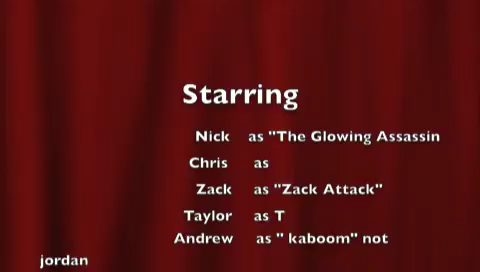 Starring
Nick as "The Glowing Assassin
Chris as
Zack as "Zack Attack"
Taylor as T
Andrew as " kaboom" not
jordan